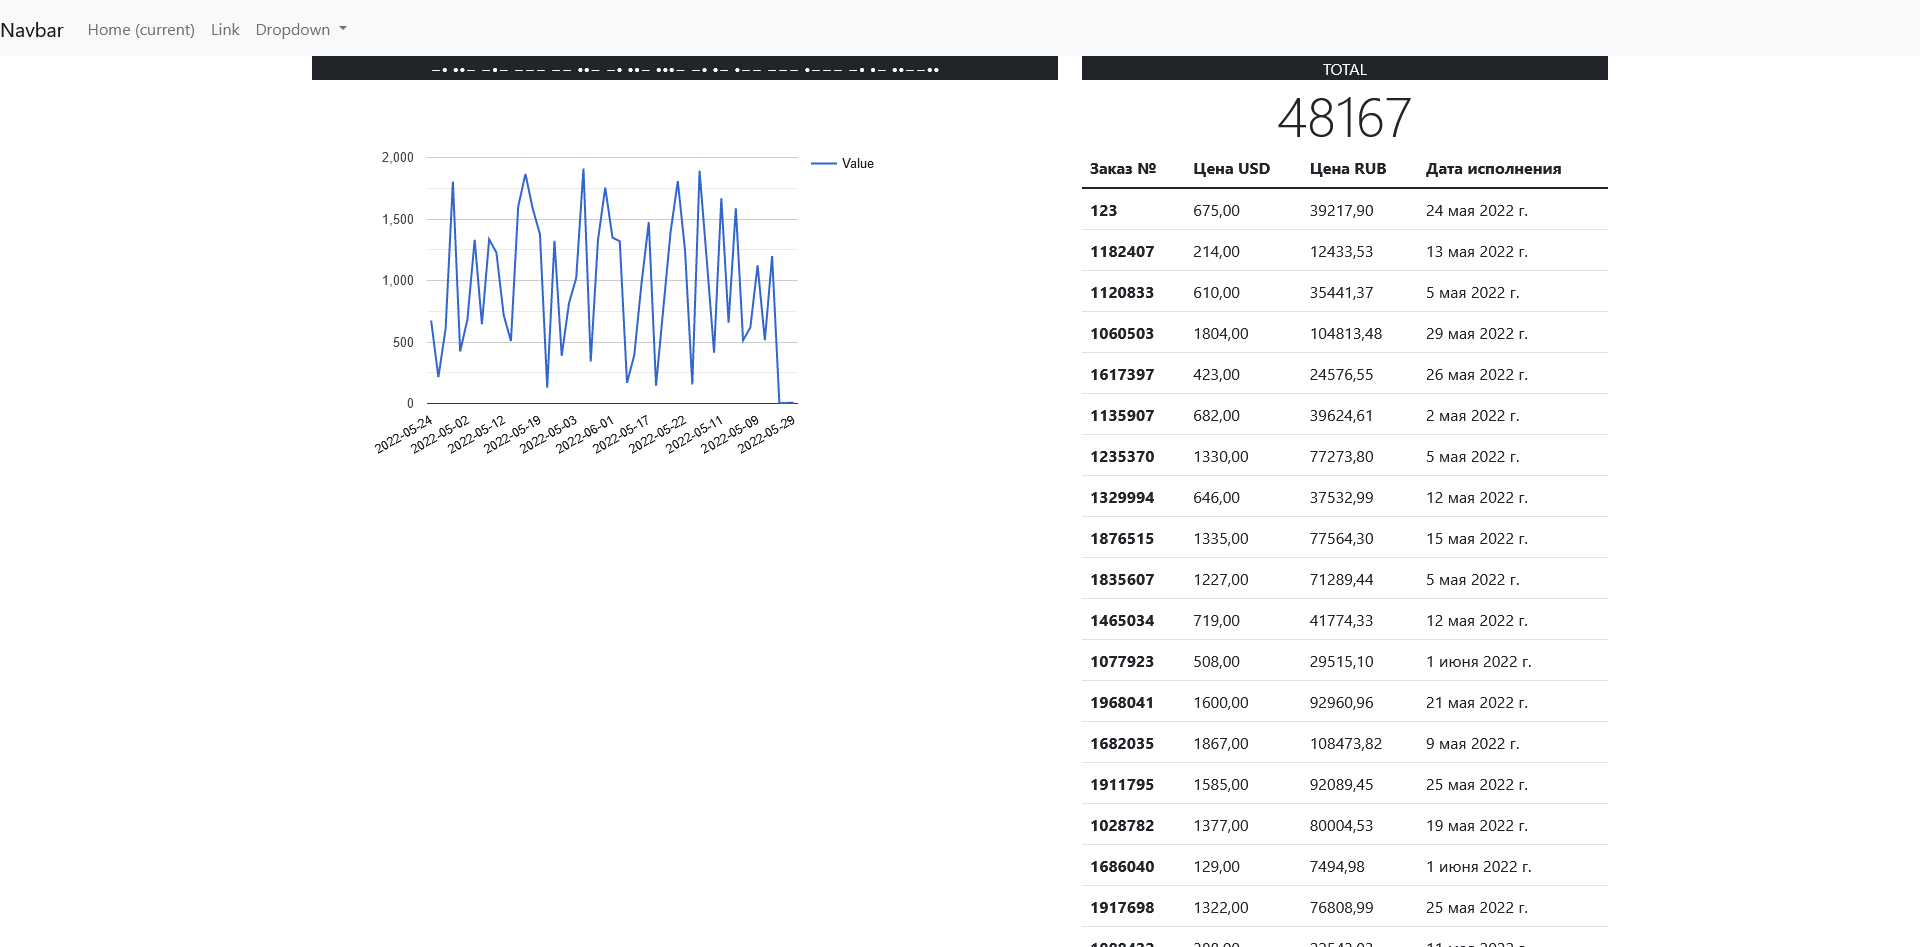 Navbar Home (current) Link Dropdown
−• ••− −•− −−− −− ••− −• ••− •••− −• •− •−− −−− •−−− −• •− ••−−••
2,000
1,500
1,000
500
0
Value
2022-05-24 2022-05-02 2022-05-12 2022-05-19 2022-05-03 2022-06-01 2022-05-17 2022-05-22 2022-05-11 2022-05-09 2022-05-29
TOTAL
48167
Заказ № Цена USD Цена RUB Дата исполнения
123 675,00 39217,90 24 мая 2022 г.
1182407 214,00 12433,53 13 мая 2022 г.
1120833 610,00 35441,37 5 мая 2022 г.
1060503 1804,00 104813,48 29 мая 2022 г.
1617397 423,00 24576,55 26 мая 2022 г.
1135907 682,00 39624,61 2 мая 2022 г.
1235370 1330,00 77273,80 5 мая 2022 г.
1329994 646,00 37532,99 12 мая 2022 г.
1876515 1335,00 77564,30 15 мая 2022 г.
1835607 1227,00 71289,44 5 мая 2022 г.
1465034 719,00 41774,33 12 мая 2022 г.
1077923 508,00 29515,10 1 июня 2022 г.
1968041 1600,00 92960,96 21 мая 2022 г.
1682035 1867,00 108473,82 9 мая 2022 г.
1911795 1585,00 92089,45 25 мая 2022 г.
1028782 1377,00 80004,53 19 мая 2022 г.
1686040 129,00 7494,98 1 июня 2022 г.
1917698 1322,00 76808,99 25 мая 2022 г.